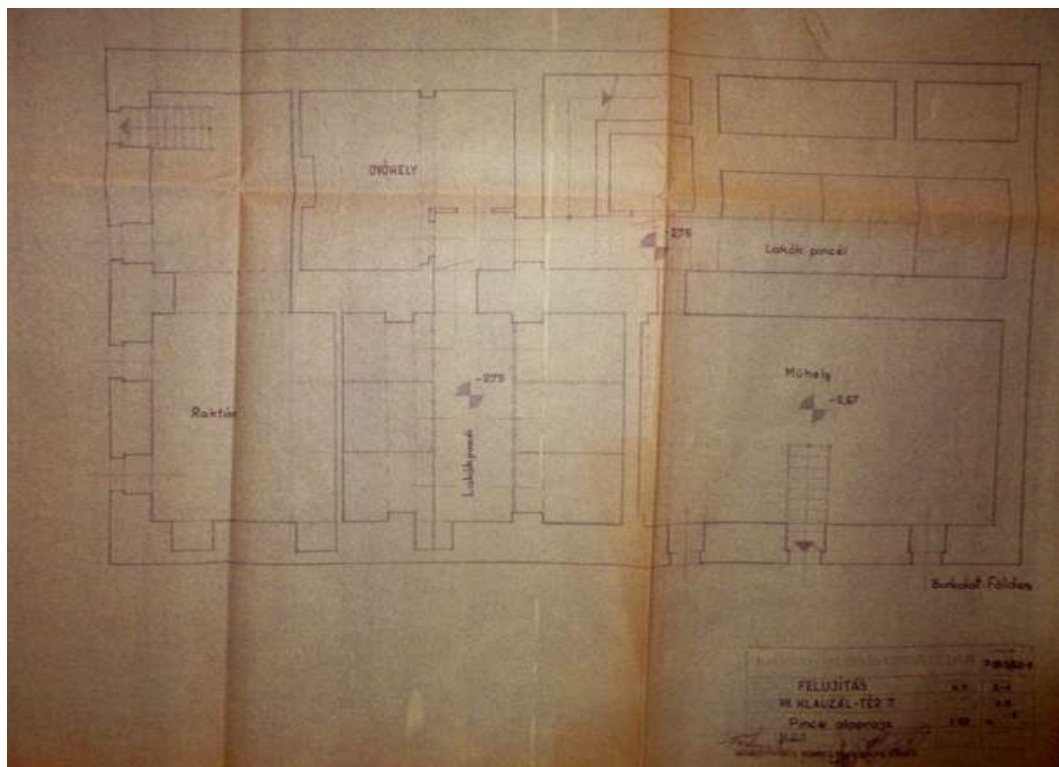 ÓVÓHELY
-2,75
Lakók pincéi
Műhely
-2,67
-2,75
Raktár
Lakók pincéi
Burkolat: Földes
FELUJÍTÁS
VII. KLAUZÁL-TÉR 7.
Pince alaprajz